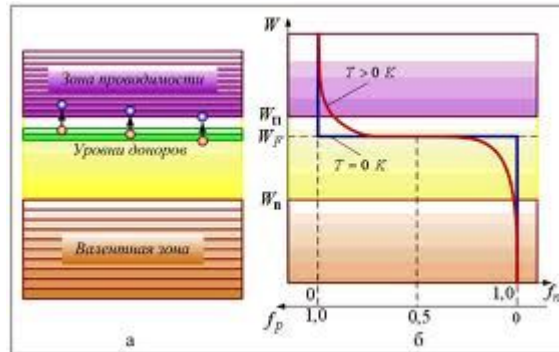 Зона проводимости
Уровни доноров
Валентная зона
а
W
T > 0 K
W_п
W_F
T = 0 K
W_в
0
1,0
f_n
f_p
1,0
0,5
0
б